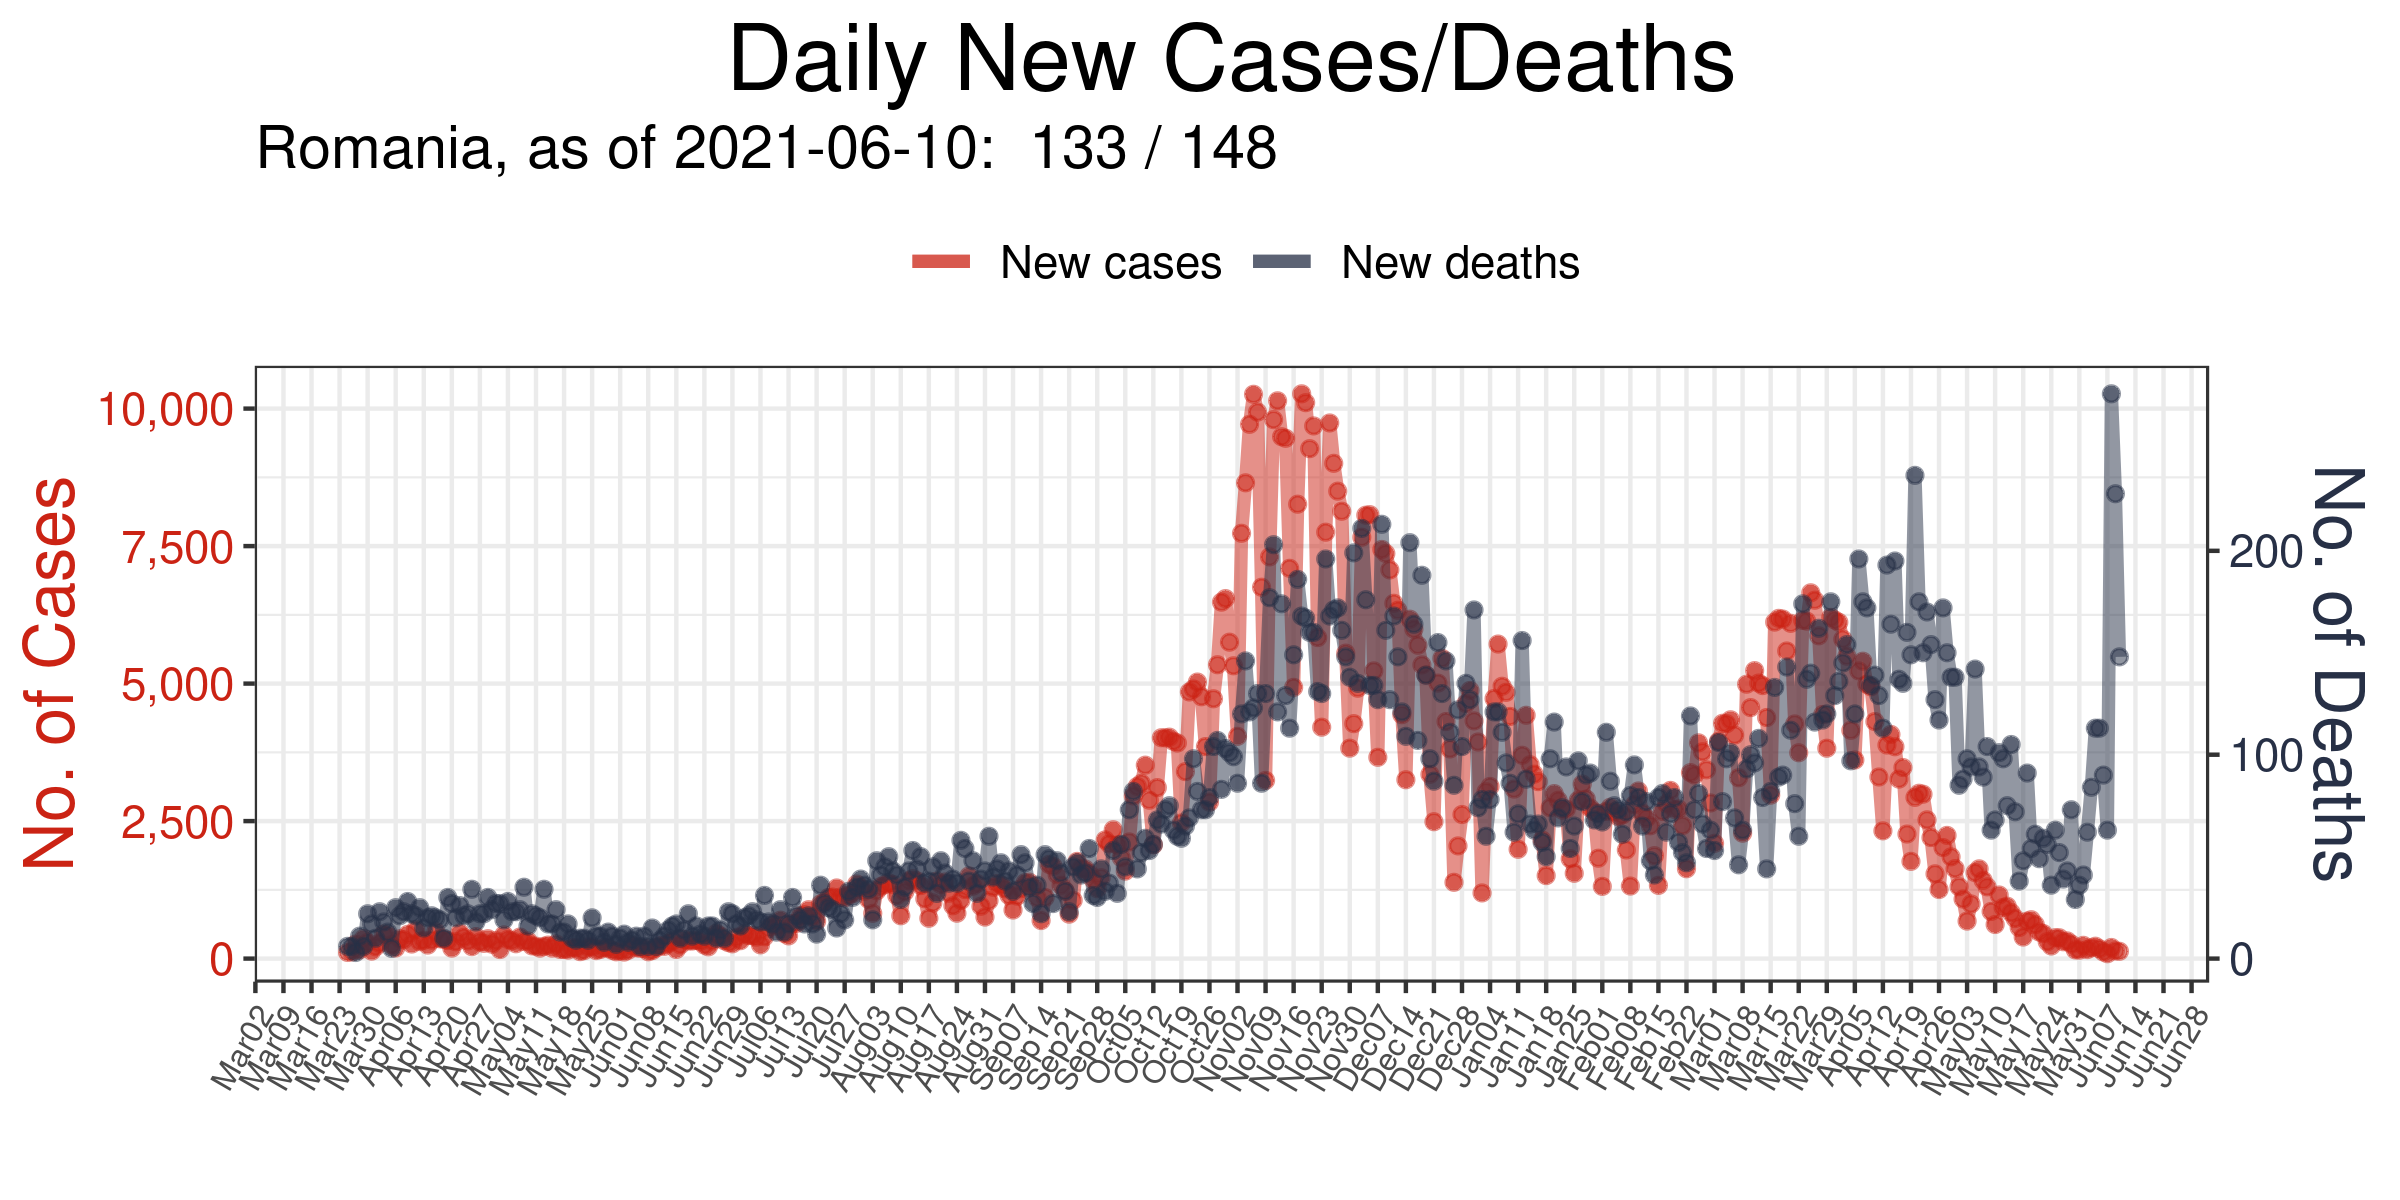 Daily New Cases/Deaths
Romania, as of 2021-06-10: 133 / 148
New cases
New deaths
No. of Cases
10,000
7,500
5,000
2,500
0
200
100
0
No. of Deaths
Mar02
Mar09
Mar16
Mar23
Mar30
Apr06
Apr13
Apr20
Apr27
May04
May11
May18
May25
Jun01
Jun08
Jun15
Jun22
Jun29
Jul06
Jul13
Jul20
Jul27
Aug03
Aug10
Aug17
Aug24
Aug31
Sep07
Sep14
Sep21
Sep28
Oct05
Oct12
Oct19
Oct26
Nov02
Nov09
Nov16
Nov23
Nov30
Dec07
Dec14
Dec21
Dec28
Jan04
Jan11
Jan18
Jan25
Feb01
Feb08
Feb15
Feb22
Mar01
Mar08
Mar15
Mar22
Mar29
Apr05
Apr12
Apr19
Apr26
May03
May10
May17
May24
May31
Jun07
Jun14
Jun21
Jun28